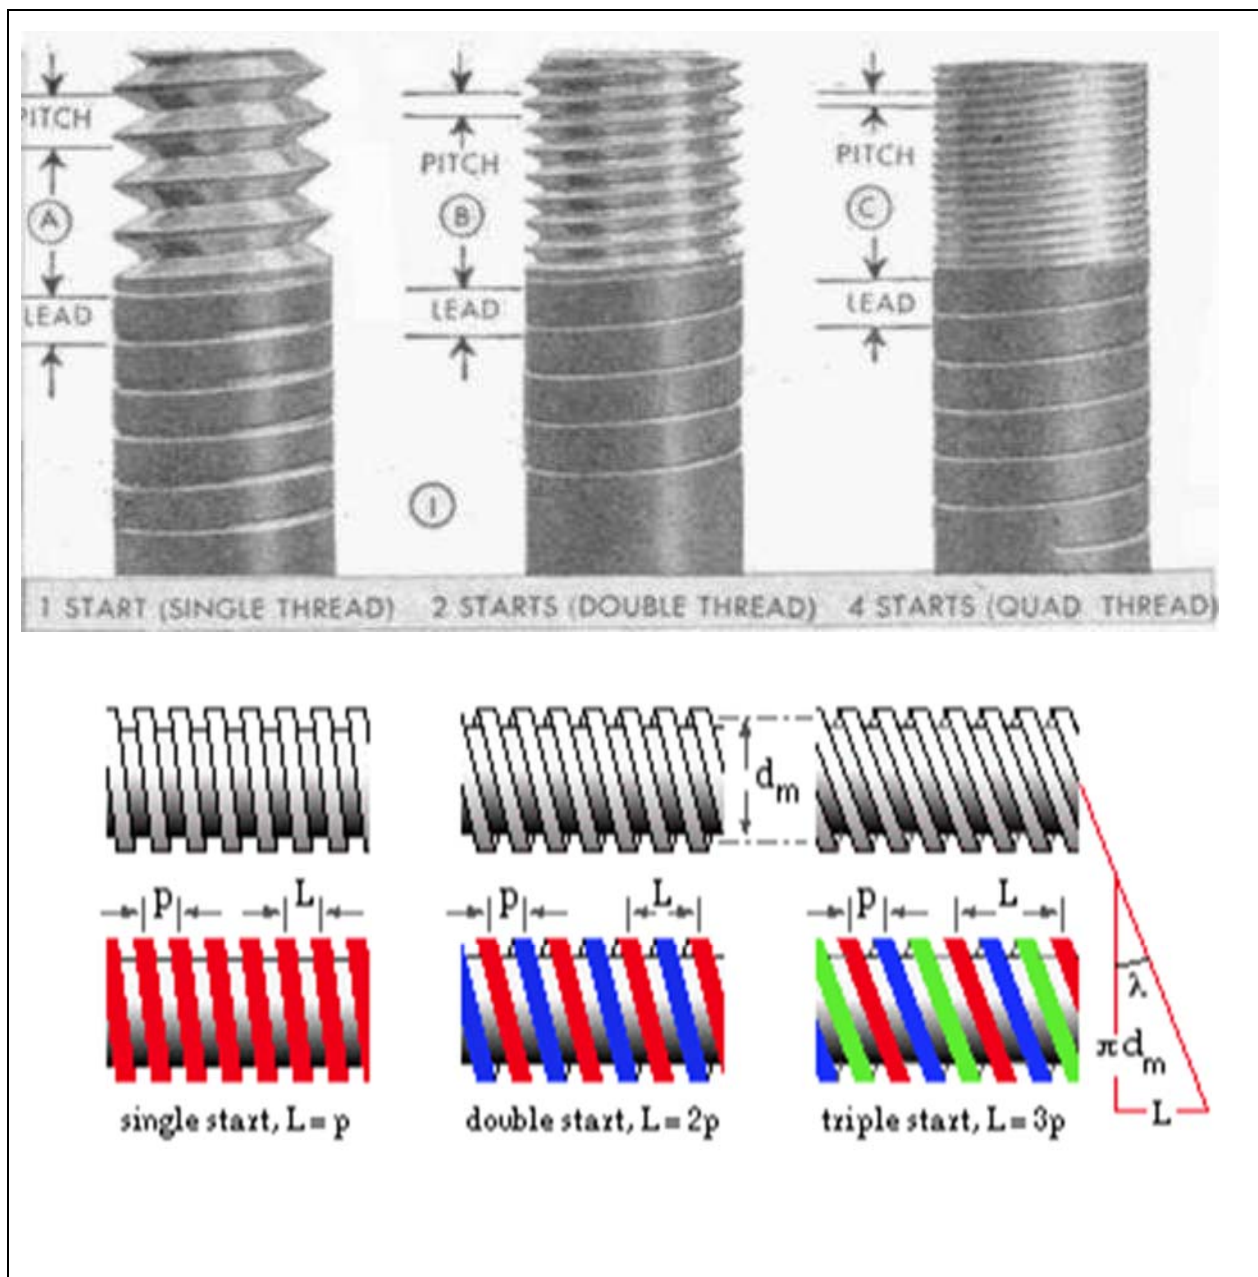 PITCH
A
LEAD
PITCH
B
LEAD
PITCH
C
LEAD
1
1 START (SINGLE THREAD)
2 STARTS (DOUBLE THREAD)
4 STARTS (QUAD THREAD)
dm
p
L
p
L
p
L
λ
πdm
L
single start, L = p
double start, L = 2p
triple start, L = 3p